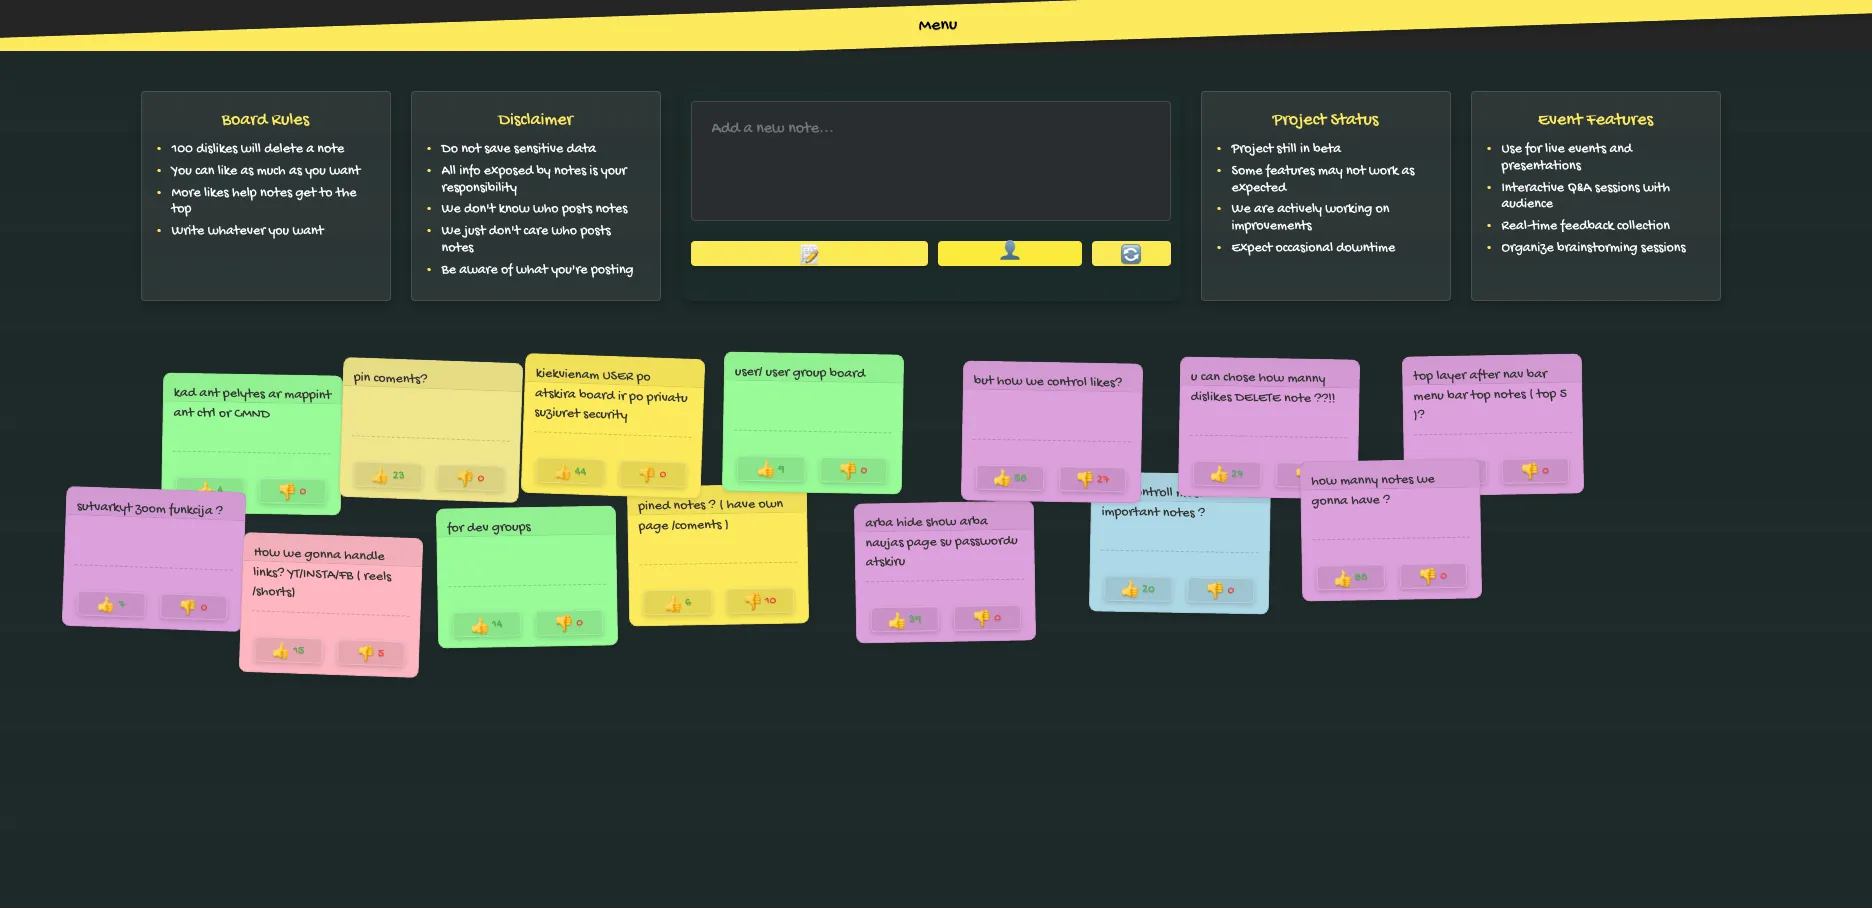 Menu
Board Rules
• 100 dislikes will delete a note
• You can like as much as you want
• More likes help notes get to the
top
• Write whatever you want
Disclaimer
• Do not save sensitive data
• All info exposed by notes is your
responsibility
• We don't know who posts notes
• We just don't care who posts
notes
• Be aware of what you're posting
Add a new note...
Project Status
• Project still in beta
• Some features may not work as
expected
• We are actively working on
improvements
• Expect occasional downtime
Event Features
• Use for live events and
presentations
• Interactive Q&A sessions with
audience
• Real-time feedback collection
• Organize brainstorming sessions
kad ant pelytes ar mappint
ant ctrl or CMND
0
pin coments?
23 0
kiekvienam USER po
atskira board ir po privatu
suziuret security
44 0
user/ user group board
9 0
but how we control likes?
27
u can chose how manny
dislikes DELETE note ??!!
29
top layer after nav bar
menu bar top notes ( top 5
)?
0
sutvarkyt zoom funkcija ?
7 0
How we gonna handle
links? YT/INSTA/FB ( reels
/shorts)
15 5
for dev groups
14 0
pined notes ? ( have own
page /coments )
6 10
arba hide show arba
naujas page su passwordu
atskiru
39 0
important notes ?
20 0
how manny notes we
gonna have ?
0